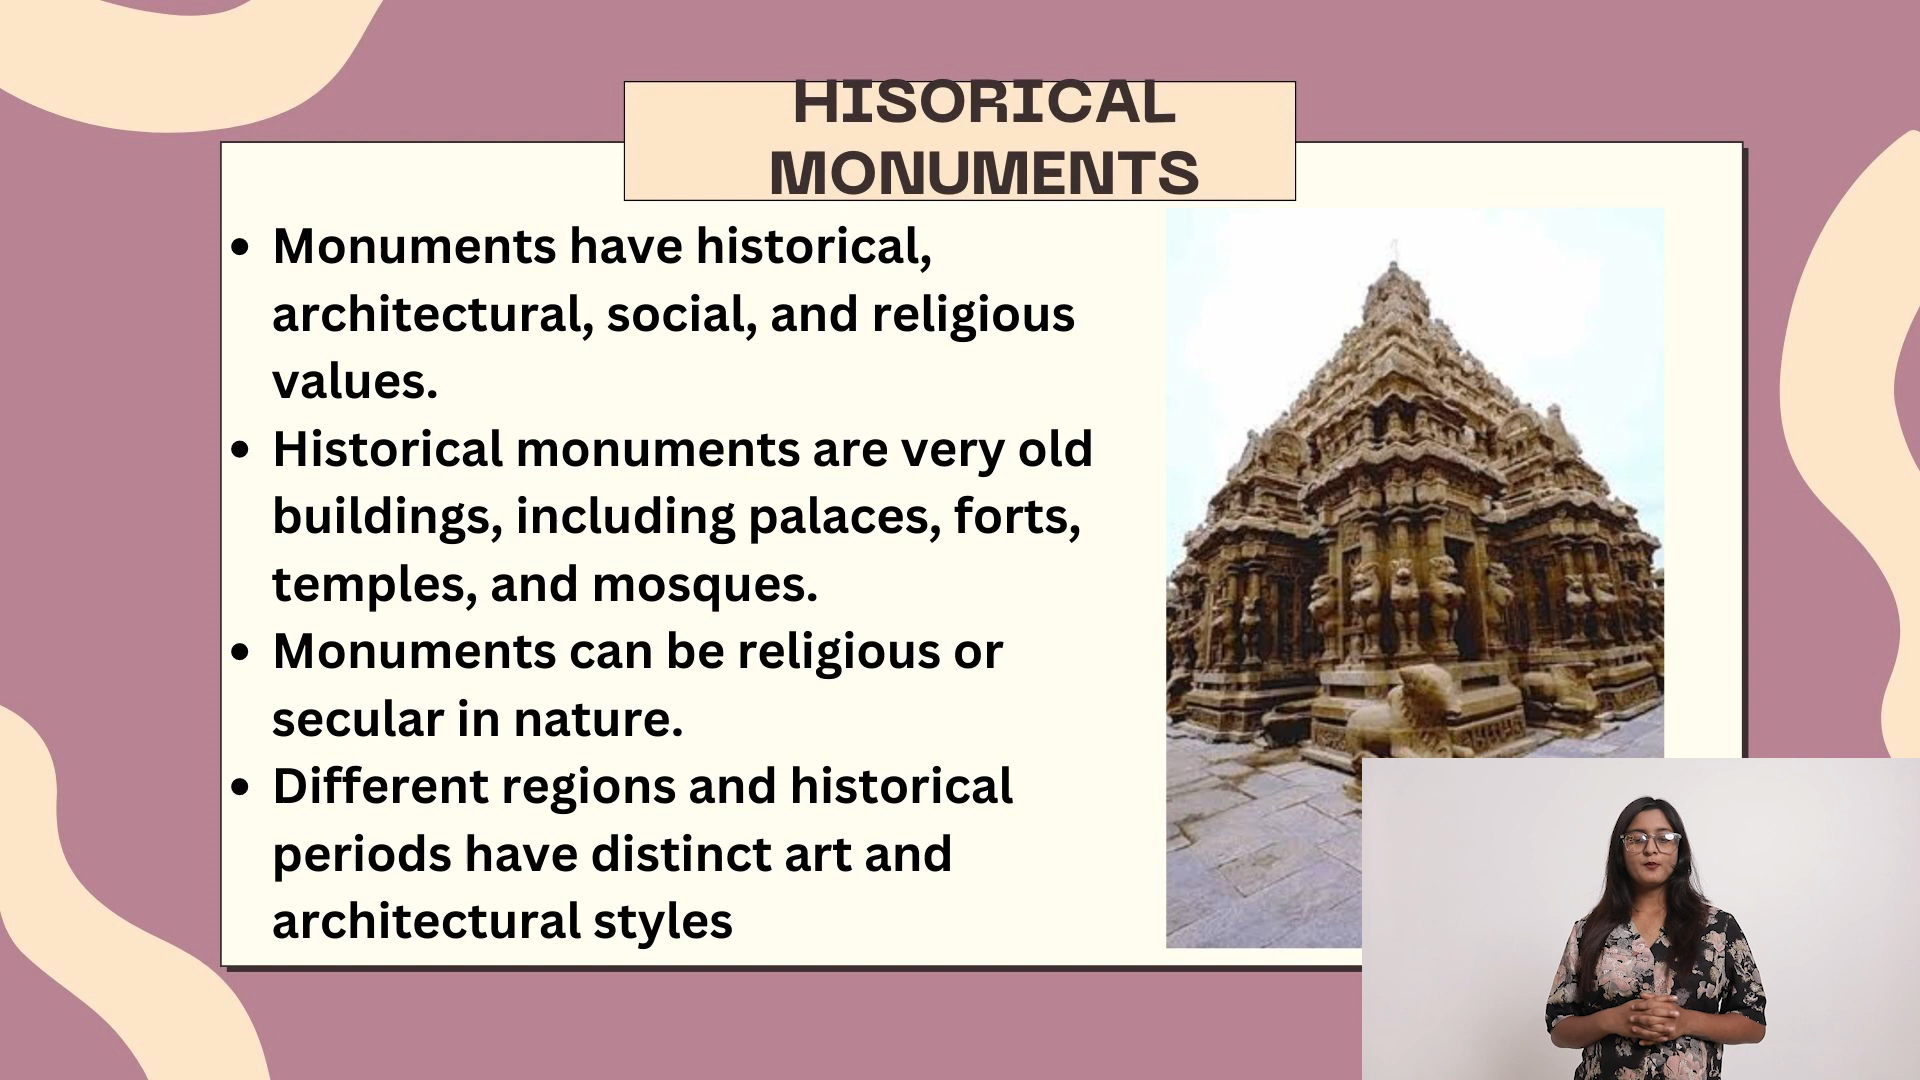 HISORICAL
MONUMENTS
• Monuments have historical,
architectural, social, and religious
values.
• Historical monuments are very old
buildings, including palaces, forts,
temples, and mosques.
• Monuments can be religious or
secular in nature.
• Different regions and historical
periods have distinct art and
architectural styles